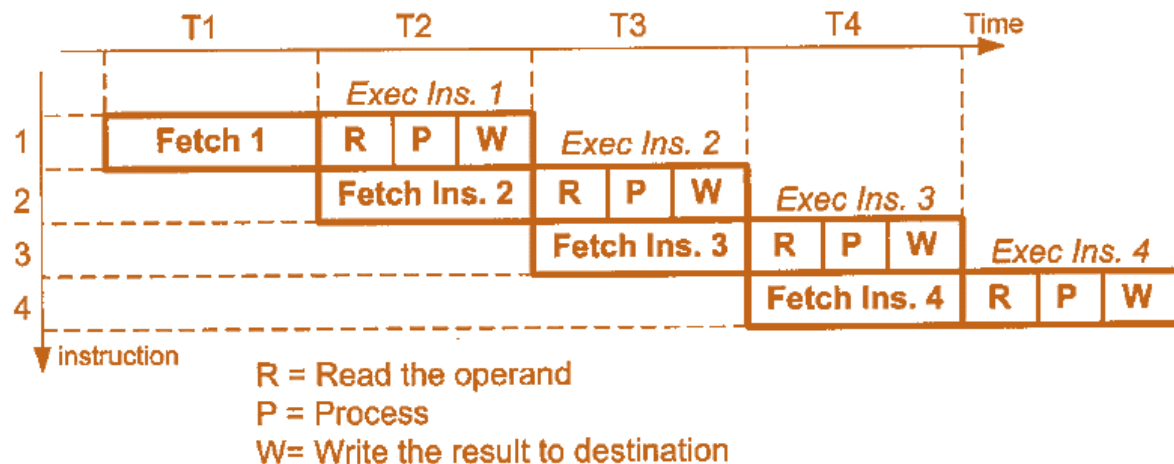 T1 T2 T3 T4 Time
Exec Ins. 1
1 Fetch 1 R P W Exec Ins. 2
2 Fetch Ins. 2 R P W Exec Ins. 3
3 Fetch Ins. 3 R P W Exec Ins. 4
4 Fetch Ins. 4 R P W
instruction
R = Read the operand
P = Process
W= Write the result to destination